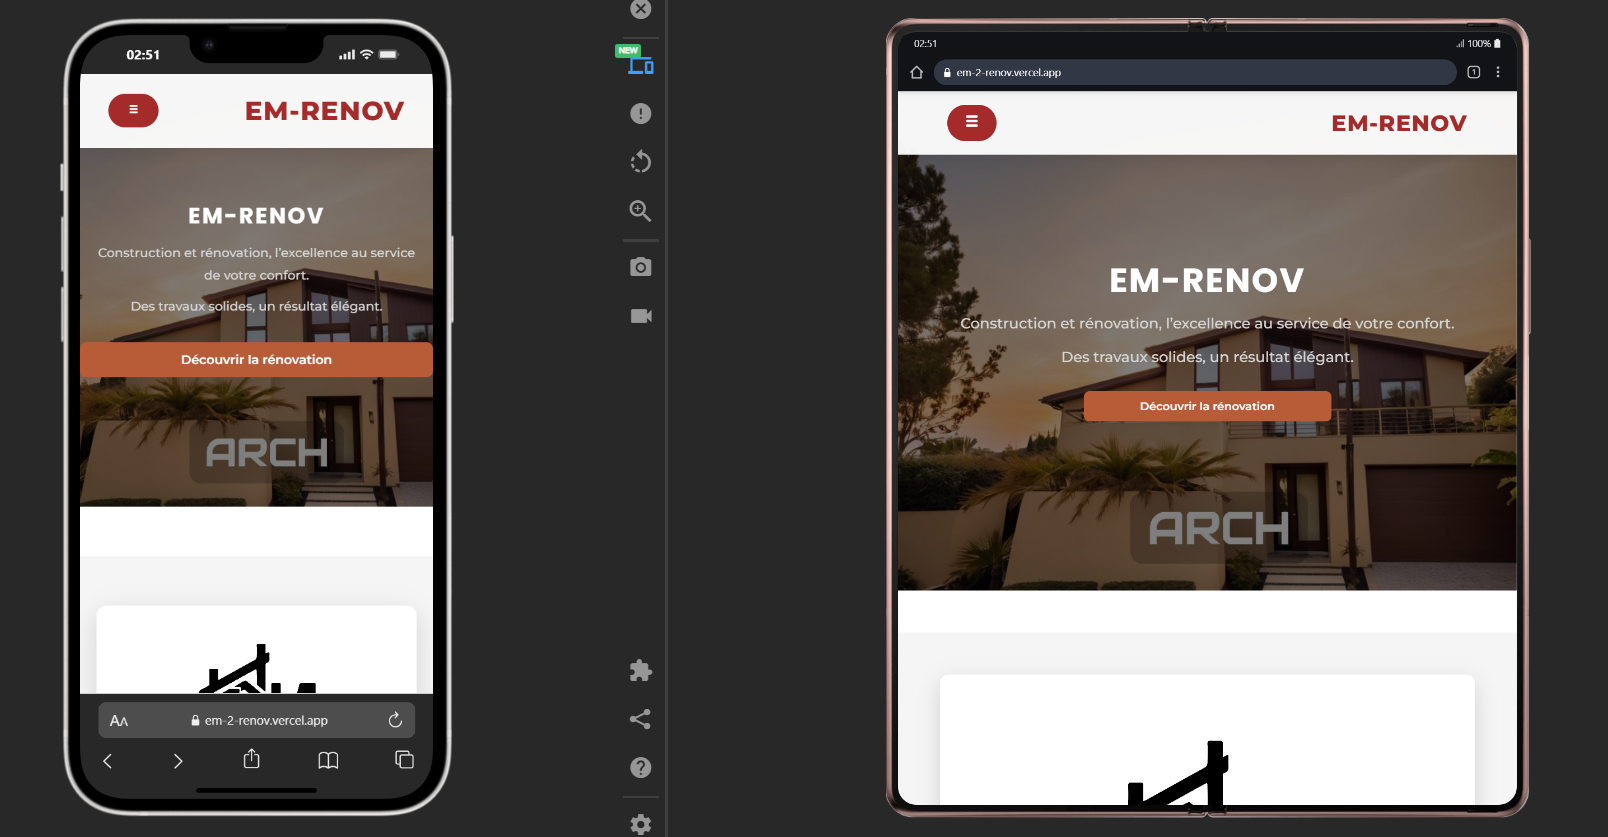 02:51
EM-RENOV
EM-RENOV
Construction et rénovation, l'excellence au service
de votre confort.
Des travaux solides, un résultat élégant.
Découvrir la rénovation
ARCH
AA
em-2-renov.vercel.app
NEW
02:51
100%
em-2-renov.vercel.app
1
EM-RENOV
EM-RENOV
Construction et rénovation, l'excellence au service de votre confort.
Des travaux solides, un résultat élégant.
Découvrir la rénovation
ARCH